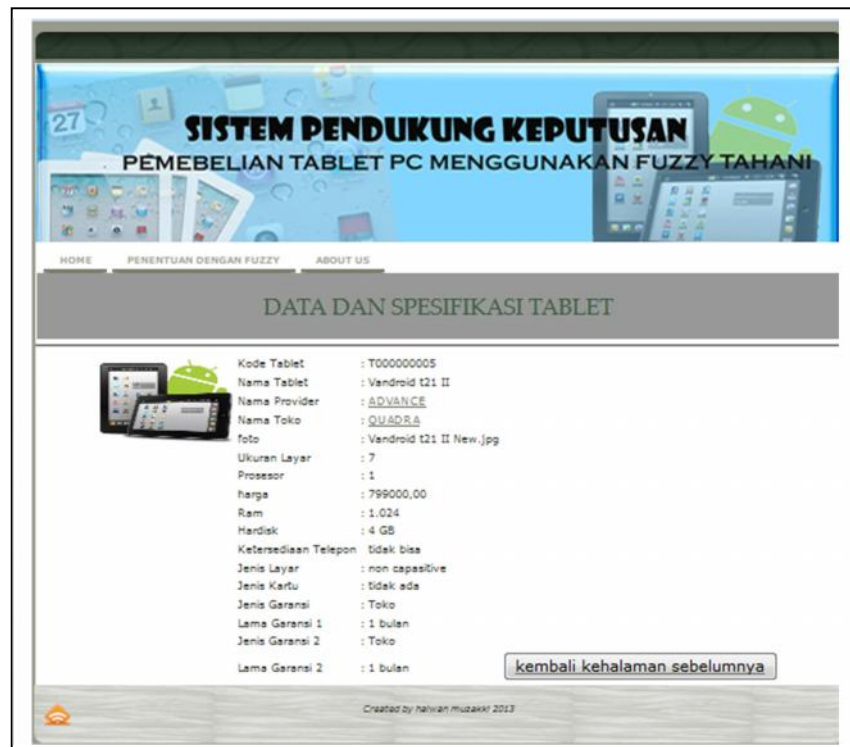 27
SISTEM PENDUKUNG KEPUTUSAN
PEMEBELIAN TABLET PC MENGGUNAKAN FUZZY TAHANI
HOME PENENTUAN DENGAN FUZZY ABOUT US
DATA DAN SPESIFIKASI TABLET
Kode Tablet : T000000005
Nama Tablet : Vandroid t21 II
Nama Provider : ADVANCE
Nama Toko : QUADRA
foto : Vandroid t21 II New.jpg
Ukuran Layar : 7
Prosesor : 1
harga : 799000,00
Ram : 1.024
Hardisk : 4 GB
Ketersediaan Telepon tidak bisa
Jenis Layar : non capasitive
Jenis Kartu : tidak ada
Jenis Garansi : Toko
Lama Garansi 1 : 1 bulan
Jenis Garansi 2 : Toko
Lama Garansi 2 : 1 bulan kembali kehalaman sebelumnya
Created by halwan muzakki 2013